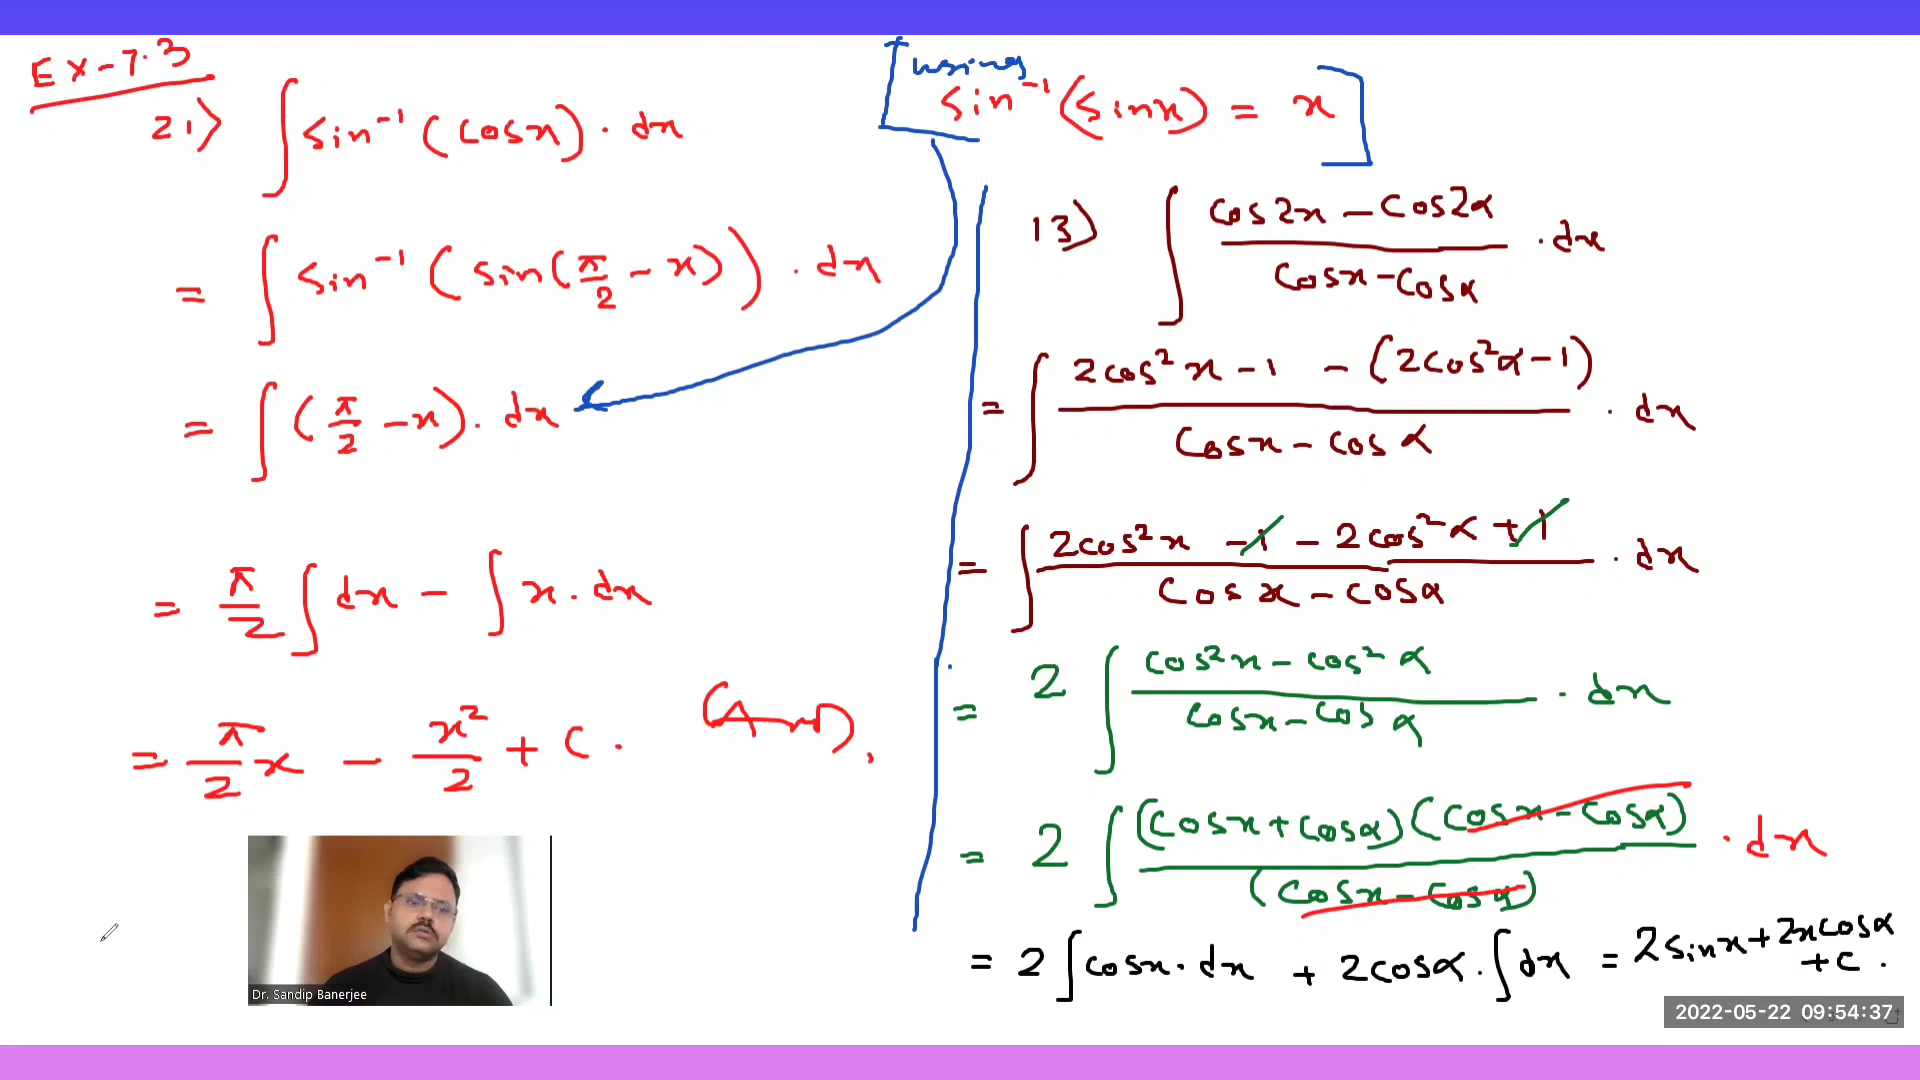 Ex-7.3
21) ∫ sin⁻¹(cosx) . dx
= ∫ sin⁻¹(sin(π/2 - x)) . dx
= ∫ (π/2 - x) . dx
= π/2 ∫ dx - ∫ x . dx
= π/2 x - x²/2 + c . (Ans).
[using
sin⁻¹(sinx) = x]
13) ∫ (cos2x - cos2α)/(cosx - cosα) . dx
= ∫ (2cos²x - 1 - (2cos²α - 1))/(cosx - cosα) . dx
= ∫ (2cos²x - 1 - 2cos²α + 1)/(cosx - cosα) . dx
= 2 ∫ (cos²x - cos²α)/(cosx - cosα) . dx
= 2 ∫ ((cosx + cosα)(cosx - cosα))/((cosx - cosα)) . dx
= 2 ∫ cosx . dx + 2cosα . ∫ dx = 2sinx + 2xcosα
+ c .
Dr. Sandip Banerjee
2022-05-22 09:54:37